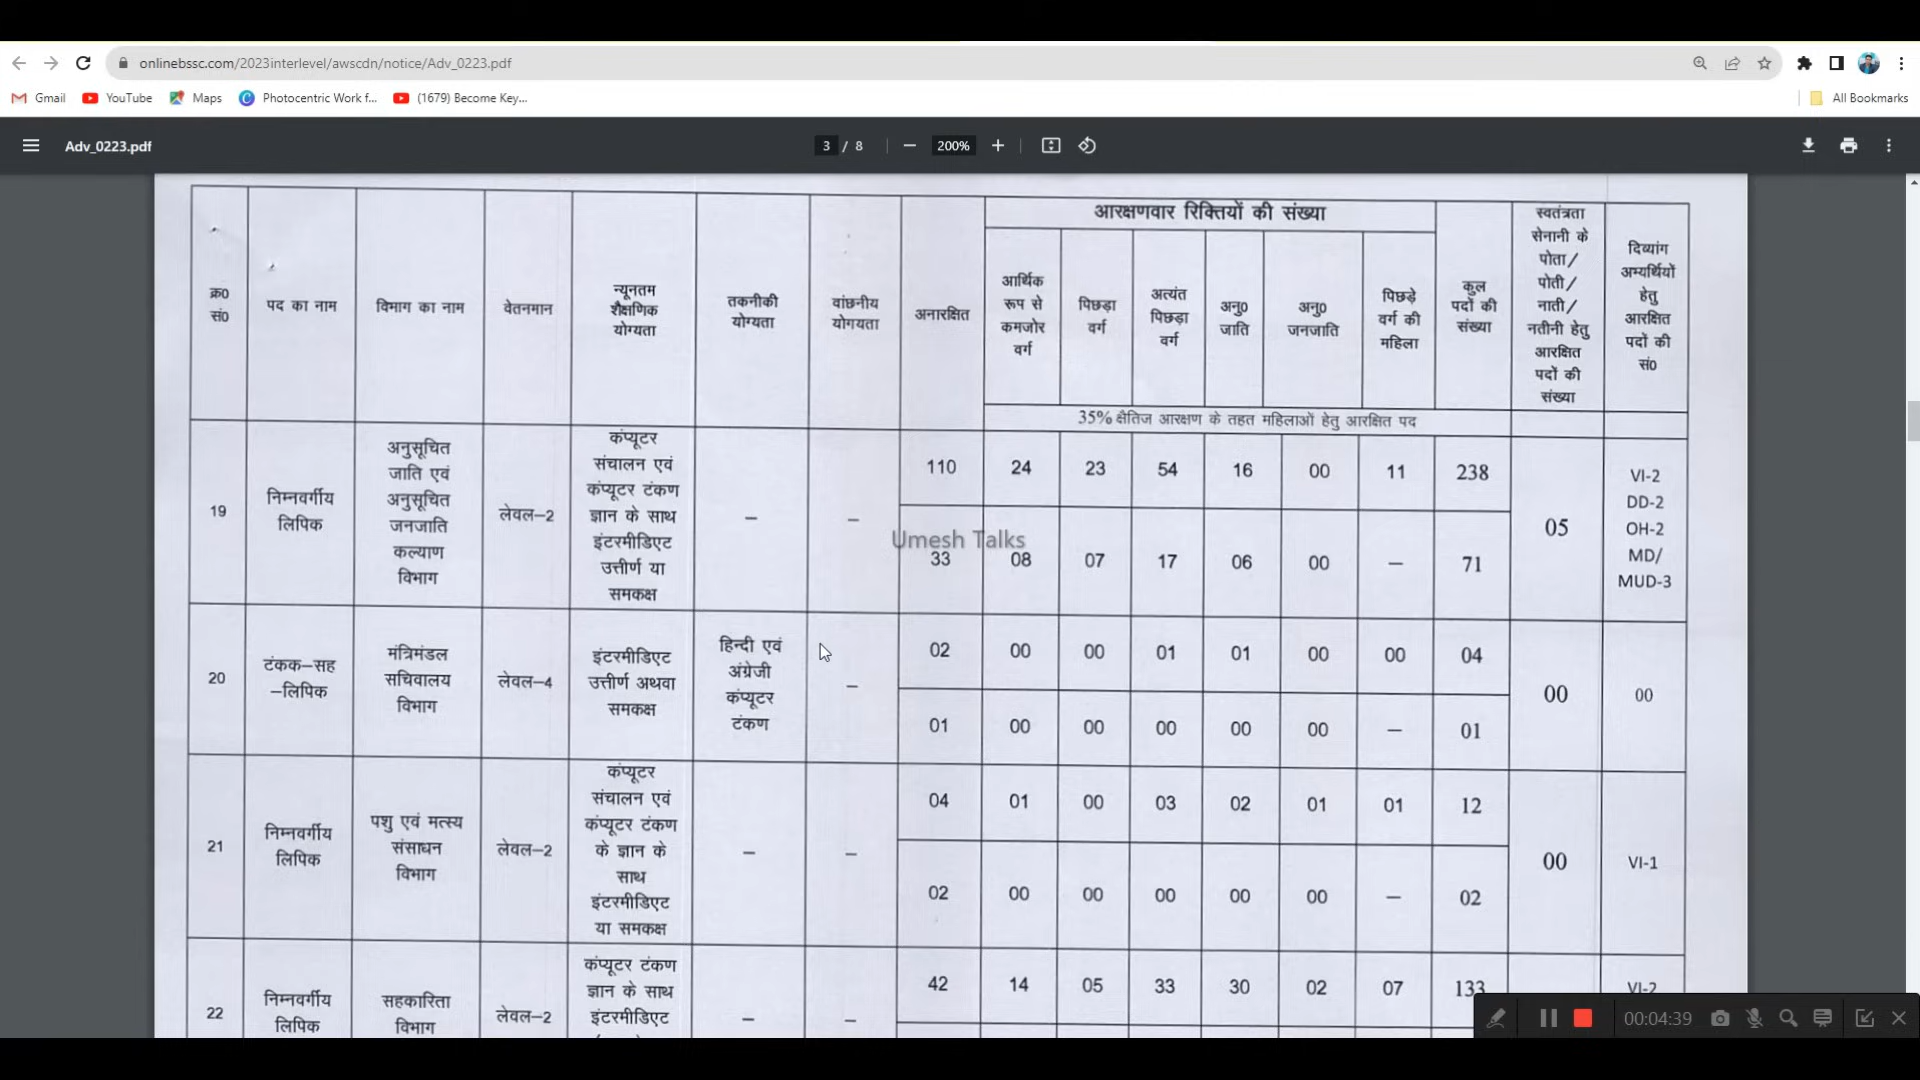 onlinebssc.com/2023interlevel/awscdn/notice/Adv_0223.pdf
Gmail YouTube Maps Photocentric Work f... (1679) Become Key... All Bookmarks
Adv_0223.pdf 3 / 8 200%
आरक्षणवार रिक्तियों की संख्या
क्र0
सं0
पद का नाम
विभाग का नाम
वेतनमान
न्यूनतम
शैक्षणिक
योग्यता
तकनीकी
योग्यता
वांछनीय
योगयता
अनारक्षित
आर्थिक
रूप से
कमजोर
वर्ग
पिछड़ा
वर्ग
अत्यंत
पिछड़ा
वर्ग
अनु0
जाति
अनु0
जनजाति
पिछड़े
वर्ग की
महिला
कुल
पदों की
संख्या
स्वतंत्रता
सेनानी के
पोता/
पोती/
नाती/
नतीनी हेतु
आरक्षित
पदों की
संख्या
दिव्यांग
अभ्यर्थियों
हेतु
आरक्षित
पदों की
सं0
35% क्षैतिज आरक्षण के तहत महिलाओं हेतु आरक्षित पद
19
निम्नवर्गीय
लिपिक
अनुसूचित
जाति एवं
अनुसूचित
जनजाति
कल्याण
विभाग
लेवल–2
कंप्यूटर
संचालन एवं
कंप्यूटर टंकण
ज्ञान के साथ
इंटरमीडिएट
उत्तीर्ण या
समकक्ष
–
–
110 24 23 54 16 00 11 238
33 08 07 17 06 00 – 71
05
VI-2
DD-2
OH-2
MD/
MUD-3
Umesh Talks
20
टंकक–सह
–लिपिक
मंत्रिमंडल
सचिवालय
विभाग
लेवल–4
इंटरमीडिएट
उत्तीर्ण अथवा
समकक्ष
हिन्दी एवं
अंग्रेजी
कंप्यूटर
टंकण
–
02 00 00 01 01 00 00 04
01 00 00 00 00 00 – 01
00
00
21
निम्नवर्गीय
लिपिक
पशु एवं मत्स्य
संसाधन
विभाग
लेवल–2
कंप्यूटर
संचालन एवं
कंप्यूटर टंकण
के ज्ञान के
साथ
इंटरमीडिएट
या समकक्ष
–
–
04 01 00 03 02 01 01 12
02 00 00 00 00 00 – 02
00
VI-1
22
निम्नवर्गीय
लिपिक
सहकारिता
विभाग
लेवल–2
कंप्यूटर टंकण
ज्ञान के साथ
इंटरमीडिएट
–
–
42 14 05 33 30 02 07 133
VI-2
00:04:39